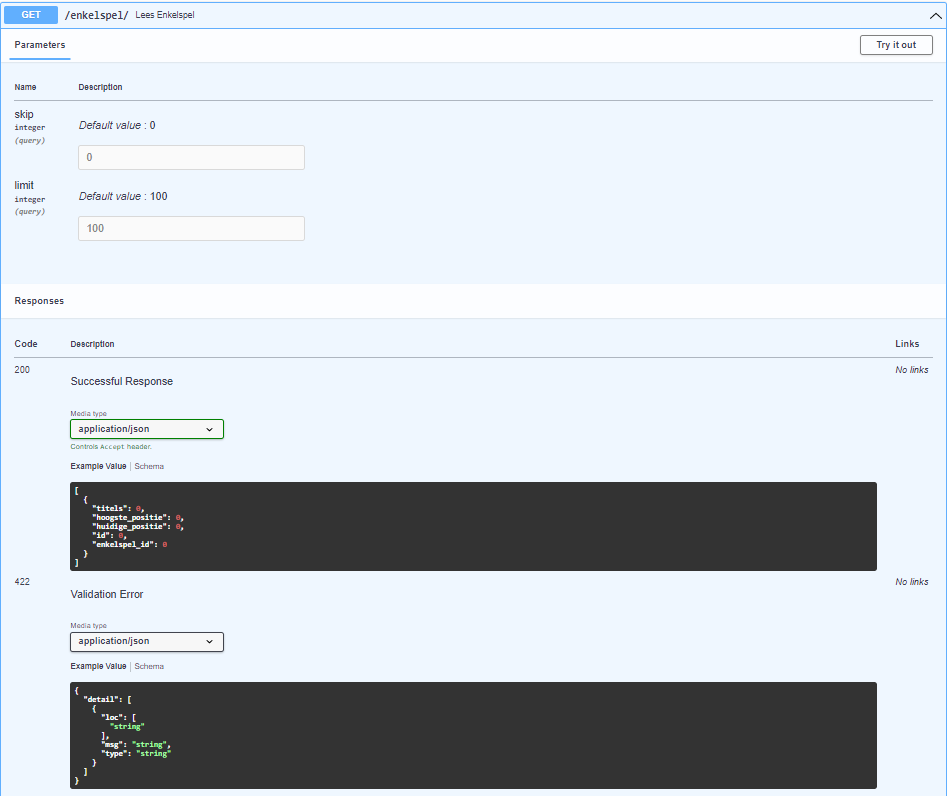 GET /enkelspel/ Lees Enkelspel
Parameters
Try it out
Name Description
skip
integer
(query)
Default value : 0
0
limit
integer
(query)
Default value : 100
100
Responses
Code Description Links
200
Successful Response
No links
Media type
application/json
Controls Accept header.
Example Value | Schema
[
{
"titels": 0,
"hoogste_positie": 0,
"huidige_positie": 0,
"id": 0,
"enkelspel_id": 0
}
]
422
Validation Error
No links
Media type
application/json
Example Value | Schema
{
"detail": [
{
"loc": [
"string"
],
"msg": "string",
"type": "string"
}
]
}